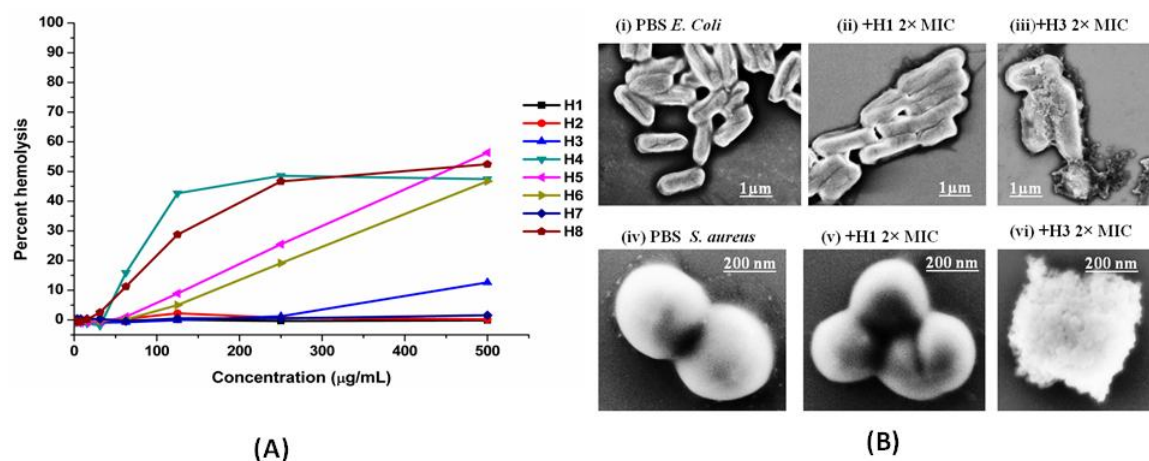 100
90
80
70
60
50
40
30
20
10
0
Percent hemolysis
0 100 200 300 400 500
Concentration (µg/mL)
H1
H2
H3
H4
H5
H6
H7
H8
(A)
(i) PBS E. Coli
(ii) +H1 2× MIC
(iii)+H3 2× MIC
1µm
1µm
1µm
(iv) PBS S. aureus
(v) +H1 2× MIC
(vi) +H3 2× MIC
200 nm
200 nm
200 nm
(B)